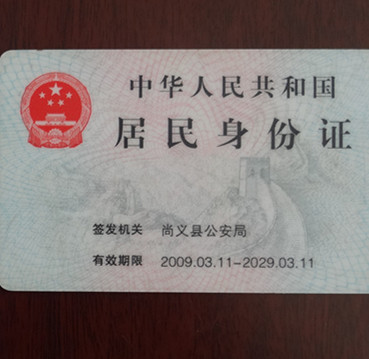 中华人民共和国
居民身份证
签发机关 尚义县公安局
有效期限 2009.03.11-2029.03.11